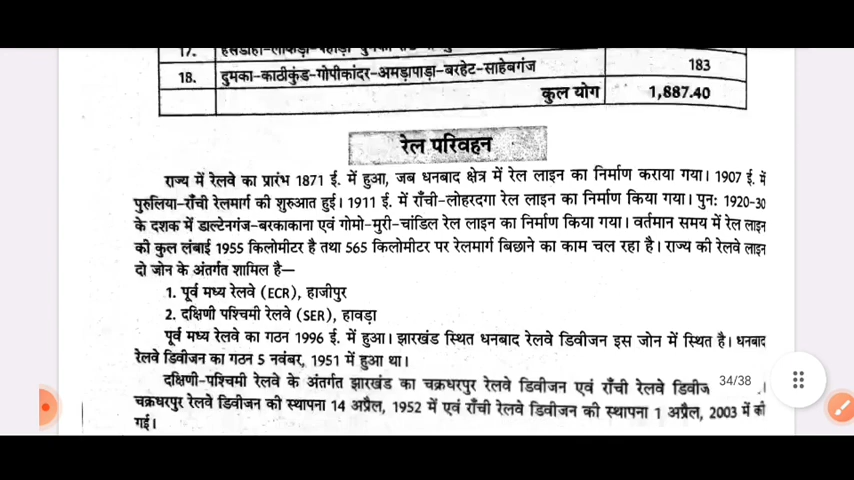 17.
18. दुमका-काठीकुंड-गोपीकांदर-अमड़ापाड़ा-बरहेट-साहेबगंज 183
कुल योग 1,887.40
रेल परिवहन
राज्य में रेलवे का प्रारंभ 1871 ई. में हुआ, जब धनबाद क्षेत्र में रेल लाइन का निर्माण कराया गया। 1907 ई. में
पुरुलिया-राँची रेलमार्ग की शुरुआत हुई। 1911 ई. में राँची-लोहरदगा रेल लाइन का निर्माण किया गया। पुन: 1920-30
के दशक में डाल्टेनगंज-बरकाकाना एवं गोमो-मुरी-चांडिल रेल लाइन का निर्माण किया गया। वर्तमान समय में रेल लाइन
की कुल लंबाई 1955 किलोमीटर है तथा 565 किलोमीटर पर रेलमार्ग बिछाने का काम चल रहा है। राज्य की रेलवे लाइन
दो जोन के अंतर्गत शामिल है—
1. पूर्व मध्य रेलवे (ECR), हाजीपुर
2. दक्षिणी पश्चिमी रेलवे (SER), हावड़ा
पूर्व मध्य रेलवे का गठन 1996 ई. में हुआ। झारखंड स्थित धनबाद रेलवे डिवीजन इस जोन में स्थित है। धनबाद
रेलवे डिवीजन का गठन 5 नवंबर, 1951 में हुआ था।
दक्षिणी-पश्चिमी रेलवे के अंतर्गत झारखंड का चक्रधरपुर रेलवे डिवीजन एवं राँची रेलवे डिवीज 34/38 ।
चक्रधरपुर रेलवे डिवीजन की स्थापना 14 अप्रैल, 1952 में एवं राँची रेलवे डिवीजन की स्थापना 1 अप्रैल, 2003 में की
गई।